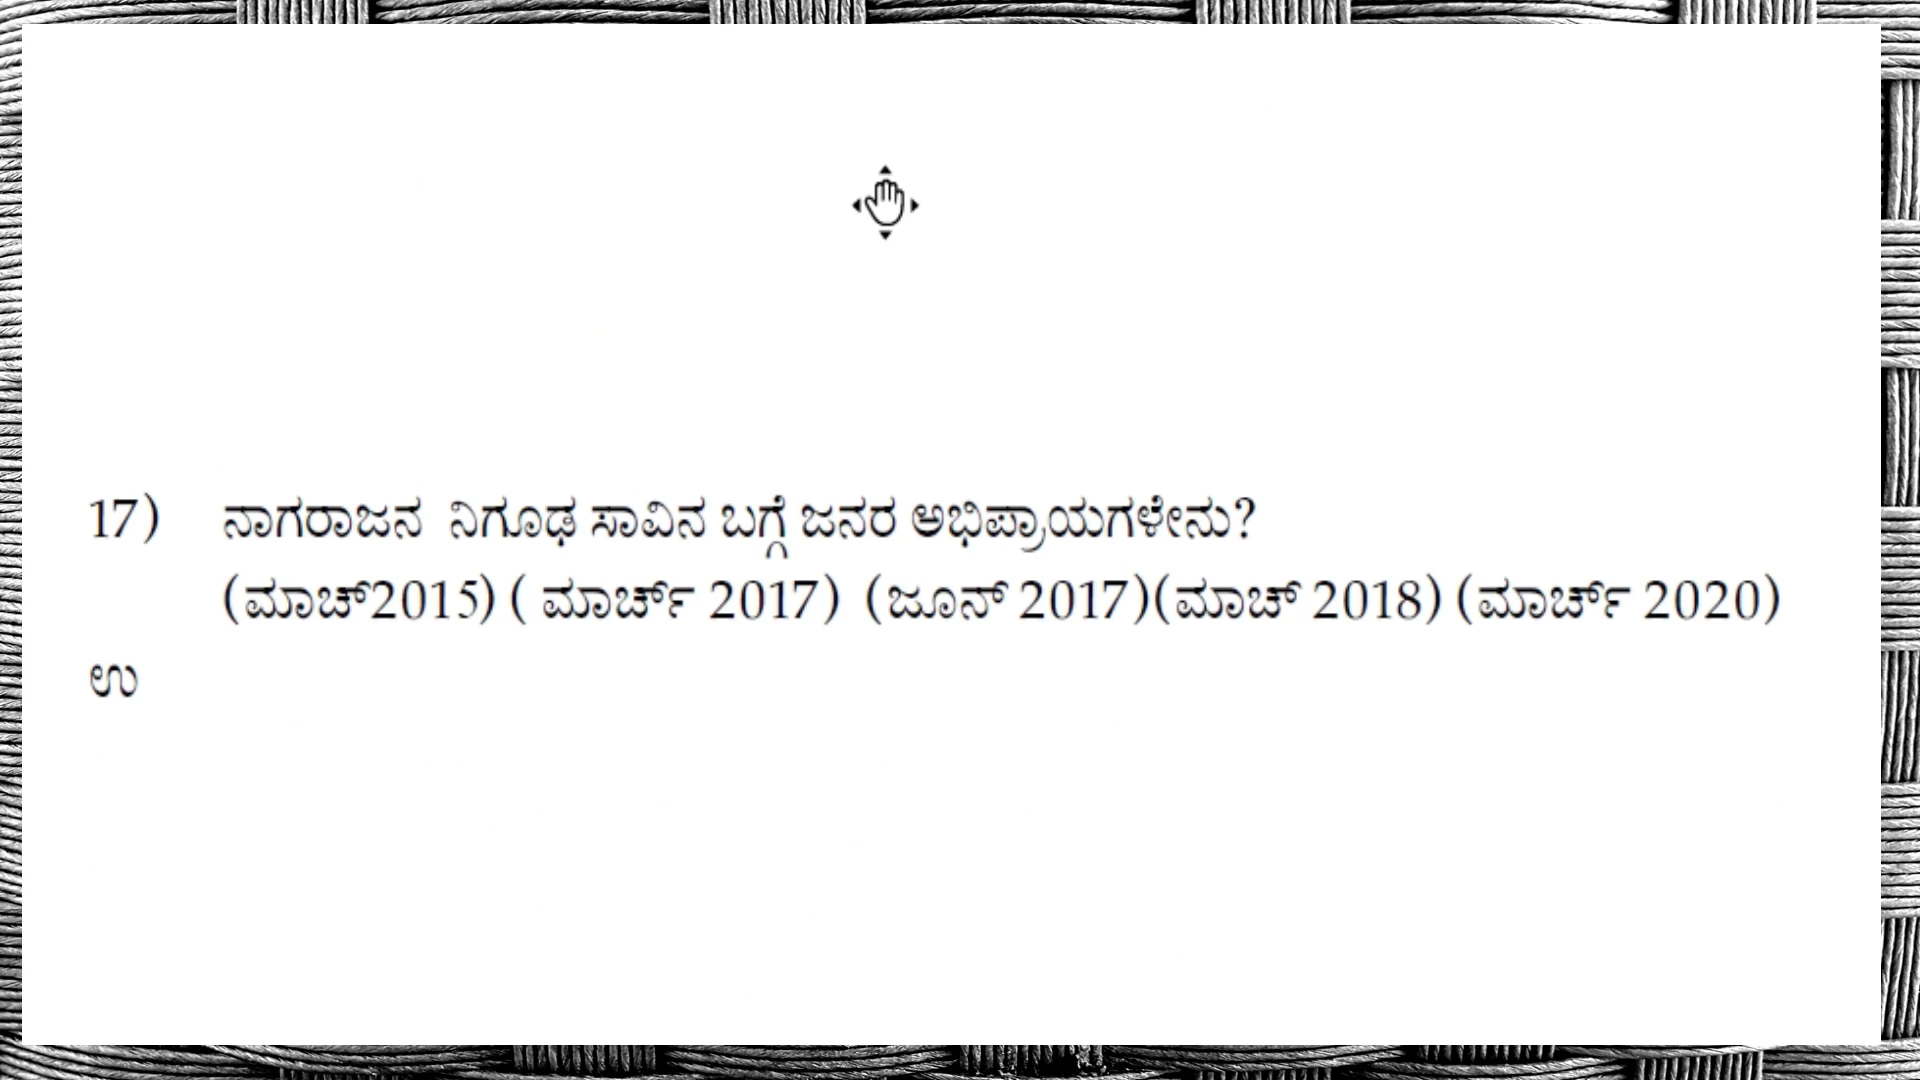 17) ನಾಗರಾಜನ ನಿಗೂಢ ಸಾವಿನ ಬಗ್ಗೆ ಜನರ ಅಭಿಪ್ರಾಯಗಳೇನು?
(ಮಾಚ್2015) ( ಮಾರ್ಚ್ 2017) (ಜೂನ್ 2017)(ಮಾಚ್ 2018) (ಮಾರ್ಚ್ 2020)
ಉ